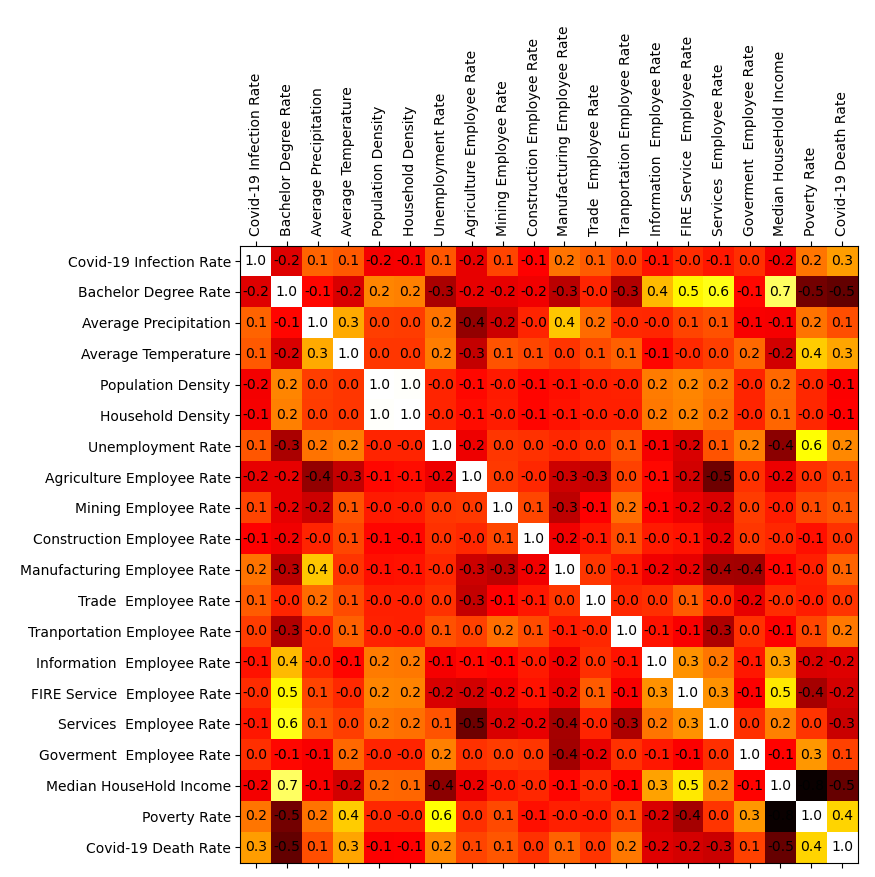 Covid-19 Infection Rate
Bachelor Degree Rate
Average Precipitation
Average Temperature
Population Density
Household Density
Unemployment Rate
Agriculture Employee Rate
Mining Employee Rate
Construction Employee Rate
Manufacturing Employee Rate
Trade  Employee Rate
Tranportation Employee Rate
Information  Employee Rate
FIRE Service  Employee Rate
Services  Employee Rate
Goverment  Employee Rate
Median HouseHold Income
Poverty Rate
Covid-19 Death Rate
Covid-19 Infection Rate 1.0 -0.2 0.1 0.1 -0.2 -0.1 0.1 -0.2 0.1 -0.1 0.2 0.1 0.0 -0.1 -0.0 -0.1 0.0 -0.2 0.2 0.3
Bachelor Degree Rate -0.2 1.0 -0.1 -0.2 0.2 0.2 -0.3 -0.2 -0.2 -0.2 -0.3 -0.0 -0.3 0.4 0.5 0.6 -0.1 0.7 -0.5 -0.5
Average Precipitation 0.1 -0.1 1.0 0.3 0.0 0.0 0.2 -0.4 -0.2 -0.0 0.4 0.2 -0.0 -0.0 0.1 0.1 -0.1 -0.1 0.2 0.1
Average Temperature 0.1 -0.2 0.3 1.0 0.0 0.0 0.2 -0.3 0.1 0.1 0.0 0.1 0.1 -0.1 -0.0 0.0 0.2 -0.2 0.4 0.3
Population Density -0.2 0.2 0.0 0.0 1.0 1.0 -0.0 -0.1 -0.0 -0.1 -0.1 -0.0 -0.0 0.2 0.2 0.2 -0.0 0.2 -0.0 -0.1
Household Density -0.1 0.2 0.0 0.0 1.0 1.0 -0.0 -0.1 -0.0 -0.1 -0.1 -0.0 -0.0 0.2 0.2 0.2 -0.0 0.1 -0.0 -0.1
Unemployment Rate 0.1 -0.3 0.2 0.2 -0.0 -0.0 1.0 -0.2 0.0 0.0 -0.0 -0.0 0.1 -0.1 -0.2 0.1 0.2 -0.4 0.6 0.2
Agriculture Employee Rate -0.2 -0.2 -0.4 -0.3 -0.1 -0.1 -0.2 1.0 0.0 -0.0 -0.3 -0.3 0.0 -0.1 -0.2 -0.5 0.0 -0.2 0.0 0.1
Mining Employee Rate 0.1 -0.2 -0.2 0.1 -0.0 -0.0 0.0 0.0 1.0 0.1 -0.3 -0.1 0.2 -0.1 -0.2 -0.2 0.0 -0.0 0.1 0.1
Construction Employee Rate -0.1 -0.2 -0.0 0.1 -0.1 -0.1 0.0 -0.0 0.1 1.0 -0.2 -0.1 0.1 -0.0 -0.1 -0.2 0.0 -0.0 -0.1 0.0
Manufacturing Employee Rate 0.2 -0.3 0.4 0.0 -0.1 -0.1 -0.0 -0.3 -0.3 -0.2 1.0 0.0 -0.1 -0.2 -0.2 -0.4 -0.4 -0.1 -0.0 0.1
Trade  Employee Rate 0.1 -0.0 0.2 0.1 -0.0 -0.0 -0.0 -0.3 -0.1 -0.1 0.0 1.0 -0.0 0.0 0.1 -0.0 -0.2 -0.0 -0.0 0.0
Tranportation Employee Rate 0.0 -0.3 -0.0 0.1 -0.0 -0.0 0.1 0.0 0.2 0.1 -0.1 -0.0 1.0 -0.1 -0.1 -0.3 0.0 -0.1 0.1 0.2
Information  Employee Rate -0.1 0.4 -0.0 -0.1 0.2 0.2 -0.1 -0.1 -0.1 -0.0 -0.2 0.0 -0.1 1.0 0.3 0.2 -0.1 0.3 -0.2 -0.2
FIRE Service  Employee Rate -0.0 0.5 0.1 -0.0 0.2 0.2 -0.2 -0.2 -0.2 -0.1 -0.2 0.1 -0.1 0.3 1.0 0.3 -0.1 0.5 -0.4 -0.2
Services  Employee Rate -0.1 0.6 0.1 0.0 0.2 0.2 0.1 -0.5 -0.2 -0.2 -0.4 -0.0 -0.3 0.2 0.3 1.0 0.0 0.2 0.0 -0.3
Goverment  Employee Rate 0.0 -0.1 -0.1 0.2 -0.0 -0.0 0.2 0.0 0.0 0.0 -0.4 -0.2 0.0 -0.1 -0.1 0.0 1.0 -0.1 0.3 0.1
Median HouseHold Income -0.2 0.7 -0.1 -0.2 0.2 0.1 -0.4 -0.2 -0.0 -0.0 -0.1 -0.0 -0.1 0.3 0.5 0.2 -0.1 1.0 -0.5
Poverty Rate 0.2 -0.5 0.2 0.4 -0.0 -0.0 0.6 0.0 0.1 -0.1 -0.0 -0.0 0.1 -0.2 -0.4 0.0 0.3 1.0 0.4
Covid-19 Death Rate 0.3 -0.5 0.1 0.3 -0.1 -0.1 0.2 0.1 0.1 0.0 0.1 0.0 0.2 -0.2 -0.2 -0.3 0.1 -0.5 0.4 1.0